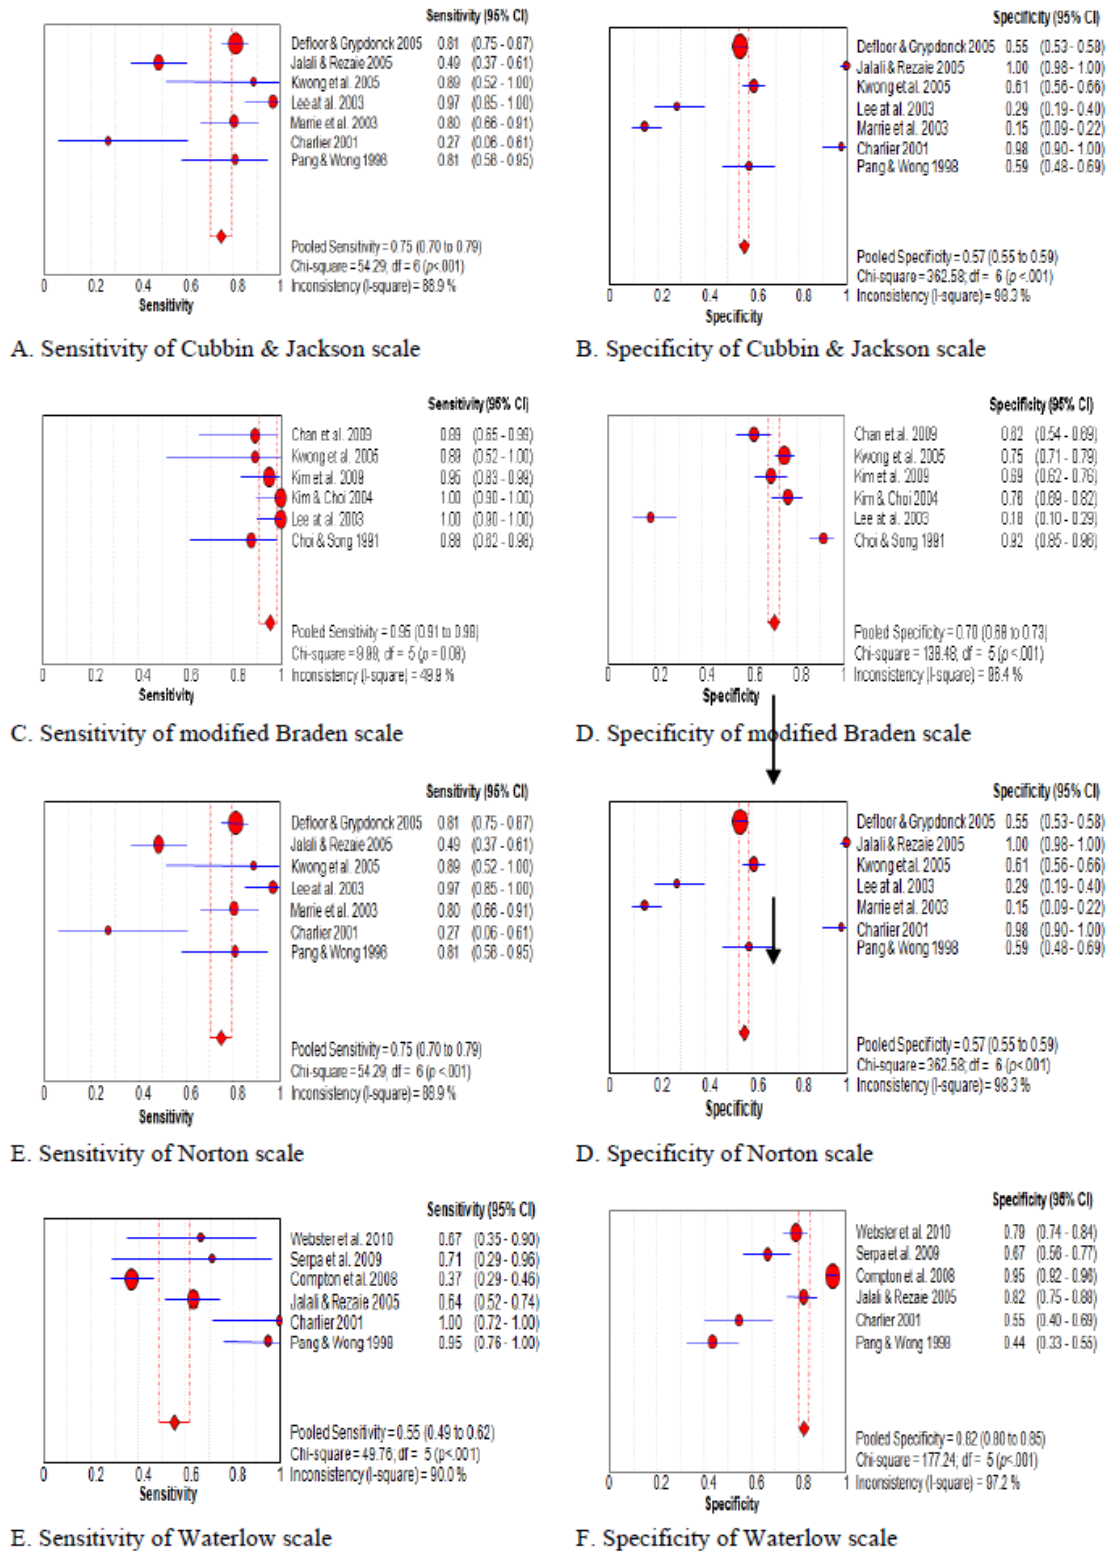 Sensitivity (95% CI)
Defloor & Grypdonck 2005 0.81 (0.75 - 0.87)
Jalali & Rezaie 2005 0.49 (0.37 - 0.61)
Kwong et al. 2005 0.89 (0.52 - 1.00)
Lee at al. 2003 0.97 (0.85 - 1.00)
Marrie et al. 2003 0.80 (0.66 - 0.91)
Charlier 2001 0.27 (0.06 - 0.61)
Pang & Wong 1998 0.81 (0.58 - 0.95)
Pooled Sensitivity = 0.75 (0.70 to 0.79)
Chi-square = 54.29; df = 6 (p<.001)
Inconsistency (I-square) = 88.9 %
0 0.2 0.4 0.6 0.8 1
Sensitivity
A. Sensitivity of Cubbin & Jackson scale
Specificity (95% CI)
Defloor & Grypdonck 2005 0.55 (0.53 - 0.58)
Jalali & Rezaie 2005 1.00 (0.98 - 1.00)
Kwong et al. 2005 0.61 (0.56 - 0.66)
Lee at al. 2003 0.29 (0.19 - 0.40)
Marrie et al. 2003 0.15 (0.09 - 0.22)
Charlier 2001 0.98 (0.90 - 1.00)
Pang & Wong 1998 0.59 (0.48 - 0.69)
Pooled Specificity = 0.57 (0.55 to 0.59)
Chi-square = 362.58; df = 6 (p <.001)
Inconsistency (I-square) = 98.3 %
0 0.2 0.4 0.6 0.8 1
Specificity
B. Specificity of Cubbin & Jackson scale
Sensitivity (95% CI)
Chan et al. 2009 0.89 (0.65 - 0.99)
Kwong et al. 2005 0.89 (0.52 - 1.00)
Kim et al. 2009 0.95 (0.83 - 0.99)
Kim & Choi 2004 1.00 (0.90 - 1.00)
Lee at al. 2003 1.00 (0.90 - 1.00)
Choi & Song 1991 0.88 (0.62 - 0.98)
Pooled Sensitivity = 0.95 (0.91 to 0.98)
Chi-square = 9.98; df = 5 (p = 0.08)
Inconsistency (I-square) = 49.9 %
0 0.2 0.4 0.6 0.8 1
Sensitivity
C. Sensitivity of modified Braden scale
Specificity (95% CI)
Chan et al. 2009 0.62 (0.54 - 0.69)
Kwong et al. 2005 0.75 (0.71 - 0.79)
Kim et al. 2009 0.69 (0.62 - 0.76)
Kim & Choi 2004 0.76 (0.69 - 0.82)
Lee at al. 2003 0.18 (0.10 - 0.29)
Choi & Song 1991 0.92 (0.85 - 0.96)
Pooled Specificity = 0.70 (0.68 to 0.73)
Chi-square = 138.48; df = 5 (p <.001)
Inconsistency (I-square) = 96.4 %
0 0.2 0.4 0.6 0.8 1
Specificity
D. Specificity of modified Braden scale
Sensitivity (95% CI)
Defloor & Grypdonck 2005 0.81 (0.75 - 0.87)
Jalali & Rezaie 2005 0.49 (0.37 - 0.61)
Kwong et al. 2005 0.89 (0.52 - 1.00)
Lee at al. 2003 0.97 (0.85 - 1.00)
Marrie et al. 2003 0.80 (0.66 - 0.91)
Charlier 2001 0.27 (0.06 - 0.61)
Pang & Wong 1998 0.81 (0.58 - 0.95)
Pooled Sensitivity = 0.75 (0.70 to 0.79)
Chi-square = 54.29; df = 6 (p <.001)
Inconsistency (I-square) = 88.9 %
0 0.2 0.4 0.6 0.8 1
Sensitivity
E. Sensitivity of Norton scale
Specificity (95% CI)
Defloor & Grypdonck 2005 0.55 (0.53 - 0.58)
Jalali & Rezaie 2005 1.00 (0.98 - 1.00)
Kwong et al. 2005 0.61 (0.56 - 0.66)
Lee at al. 2003 0.29 (0.19 - 0.40)
Marrie et al. 2003 0.15 (0.09 - 0.22)
Charlier 2001 0.98 (0.90 - 1.00)
Pang & Wong 1998 0.59 (0.48 - 0.69)
Pooled Specificity = 0.57 (0.55 to 0.59)
Chi-square = 362.58; df = 6 (p<.001)
Inconsistency (I-square) = 98.3 %
0 0.2 0.4 0.6 0.8 1
Specificity
D. Specificity of Norton scale
Sensitivity (95% CI)
Webster et al. 2010 0.67 (0.35 - 0.90)
Serpa et al. 2009 0.71 (0.29 - 0.96)
Compton et al. 2008 0.37 (0.29 - 0.46)
Jalali & Rezaie 2005 0.64 (0.52 - 0.74)
Charlier 2001 1.00 (0.72 - 1.00)
Pang & Wong 1998 0.95 (0.76 - 1.00)
Pooled Sensitivity = 0.55 (0.49 to 0.62)
Chi-square = 49.76; df = 5 (p<.001)
Inconsistency (I-square) = 90.0 %
0 0.2 0.4 0.6 0.8 1
Sensitivity
E. Sensitivity of Waterlow scale
Specificity (95% CI)
Webster et al. 2010 0.79 (0.74 - 0.84)
Serpa et al. 2009 0.67 (0.56 - 0.77)
Compton et al. 2008 0.95 (0.92 - 0.96)
Jalali & Rezaie 2005 0.82 (0.75 - 0.88)
Charlier 2001 0.55 (0.40 - 0.69)
Pang & Wong 1998 0.44 (0.33 - 0.55)
Pooled Specificity = 0.82 (0.80 to 0.85)
Chi-square = 177.24; df = 5 (p<.001)
Inconsistency (I-square) = 97.2 %
0 0.2 0.4 0.6 0.8 1
Specificity
F. Specificity of Waterlow scale